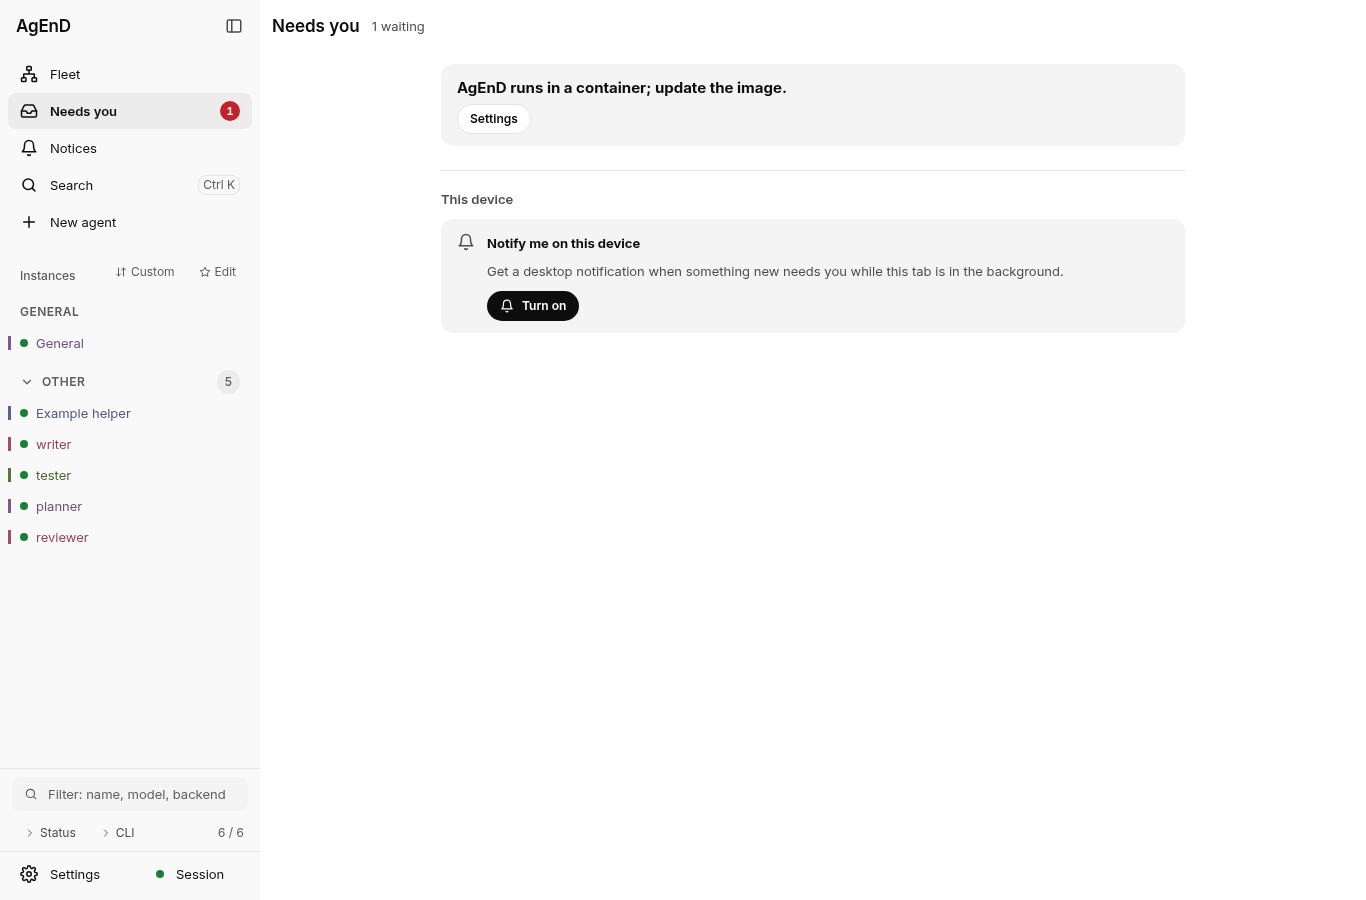 AgEnD
Fleet
Needs you 1
Notices
Search Ctrl K
New agent
Instances Custom Edit
GENERAL
General
OTHER 5
Example helper
writer
tester
planner
reviewer
Filter: name, model, backend
Status CLI 6 / 6
Settings Session
Needs you 1 waiting
AgEnD runs in a container; update the image.
Settings
This device
Notify me on this device
Get a desktop notification when something new needs you while this tab is in the background.
Turn on